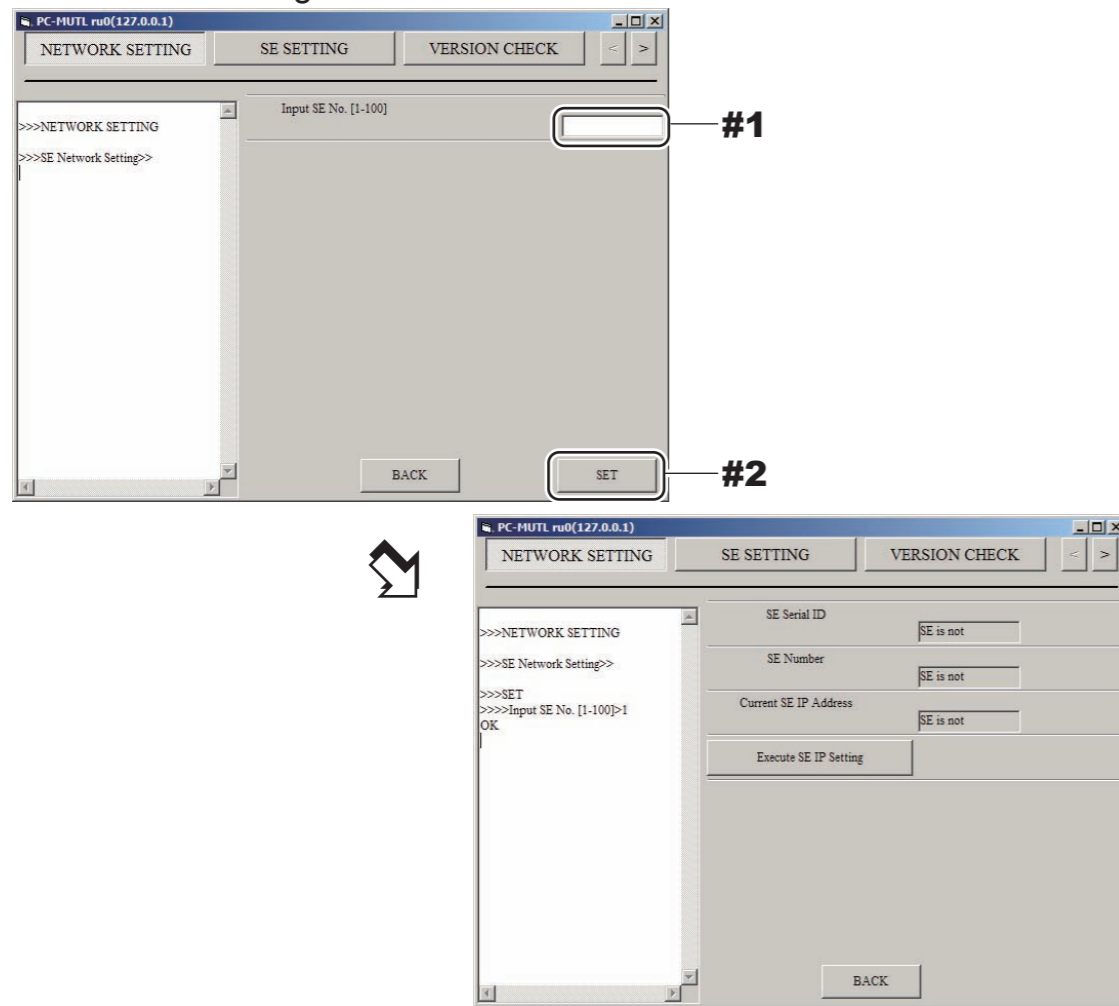 PC-MUTL ru0(127.0.0.1)
NETWORK SETTING SE SETTING VERSION CHECK < >
Input SE No. [1-100]
#1
>>>NETWORK SETTING
>>>SE Network Setting>>
BACK SET
#2
PC-MUTL ru0(127.0.0.1)
NETWORK SETTING SE SETTING VERSION CHECK < >
SE Serial ID
SE is not
>>>NETWORK SETTING
>>>SE Network Setting>>
SE Number
SE is not
>>>SET
>>>>Input SE No. [1-100]>1
OK
Current SE IP Address
SE is not
Execute SE IP Setting
BACK